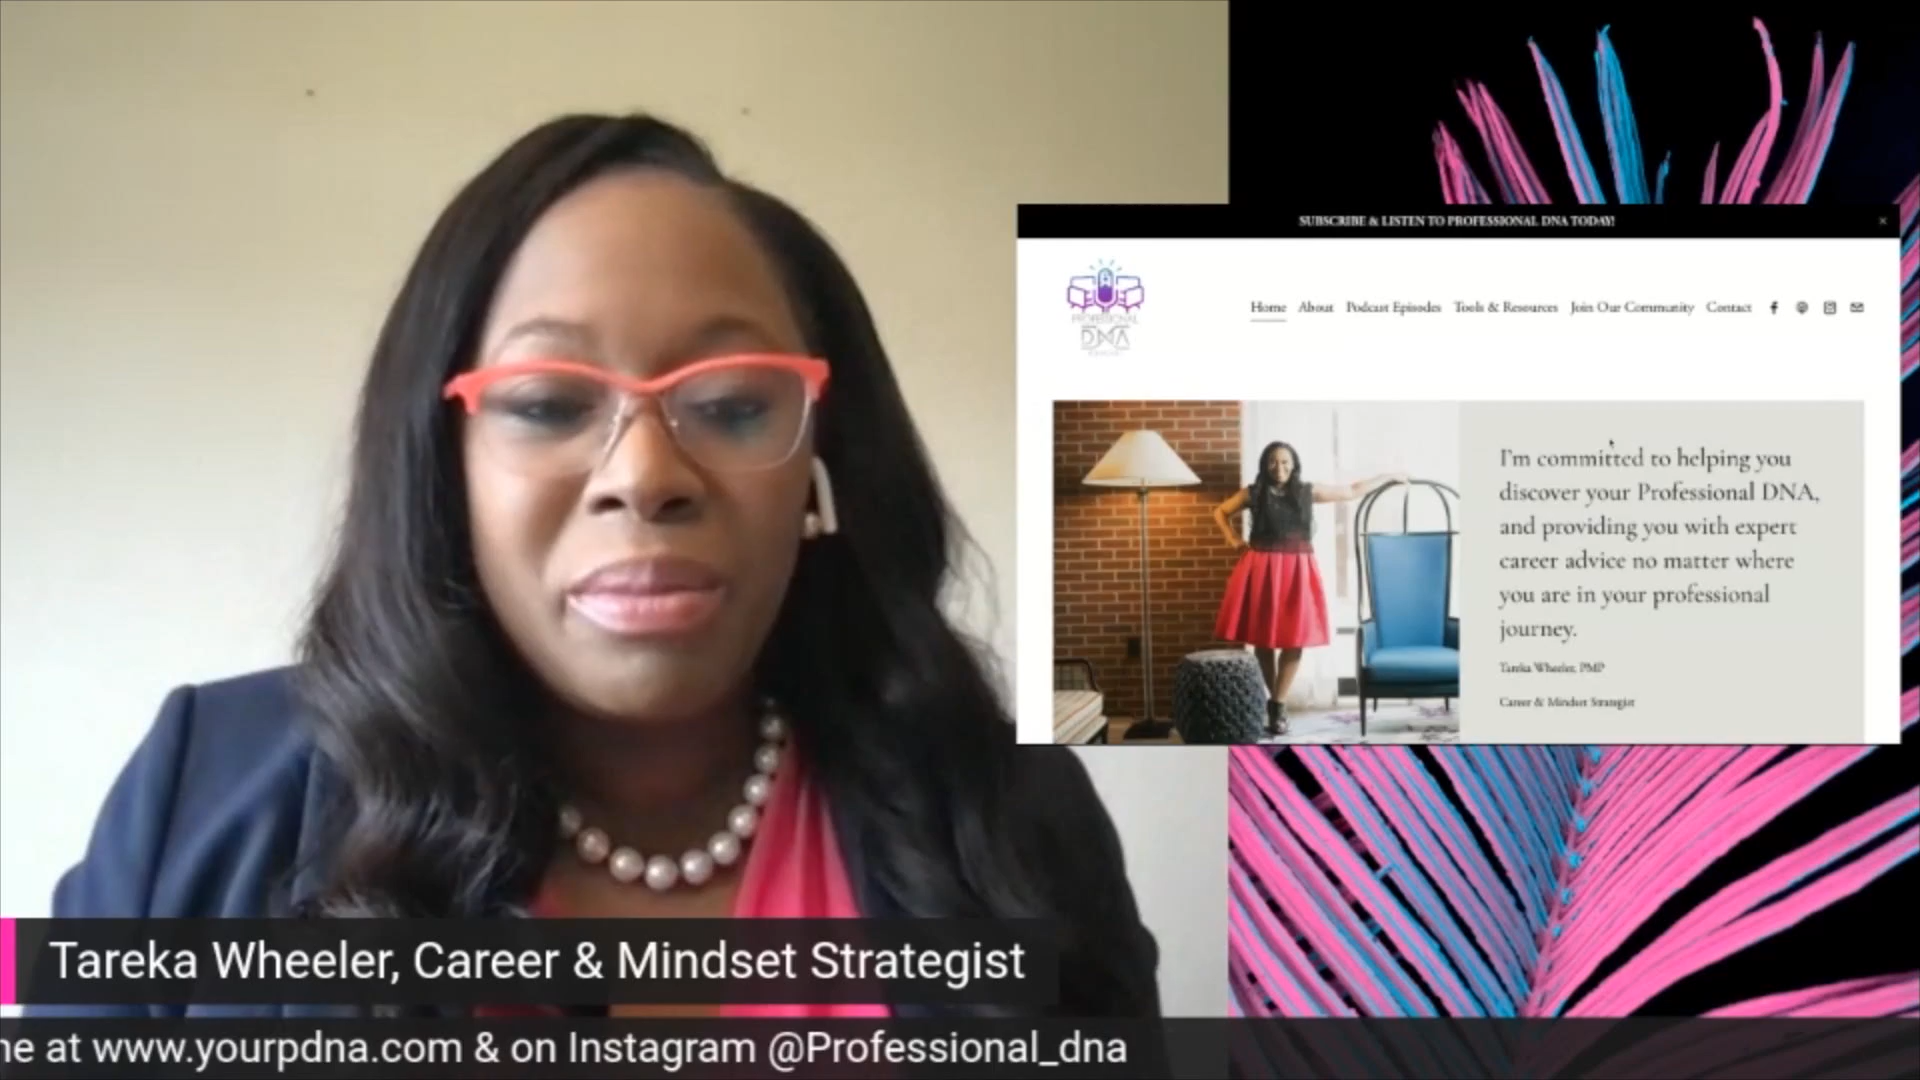 SUBSCRIBE & LISTEN TO PROFESSIONAL DNA TODAY!
PROFESSIONAL
DNA
Home About Podcast Episodes Tools & Resources Join Our Community Contact
I'm committed to helping you
discover your Professional DNA,
and providing you with expert
career advice no matter where
you are in your professional
journey.
Tareka Wheeler, PMP
Career & Mindset Strategist
Tareka Wheeler, Career & Mindset Strategist
at www.yourpdna.com & on Instagram @Professional_dna